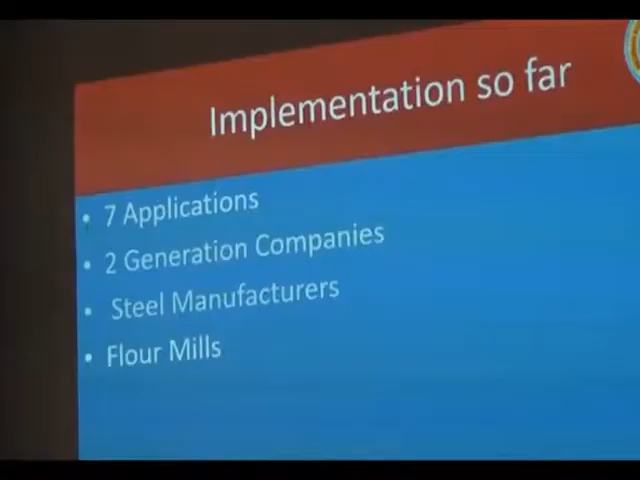 Implementation so far
• 7 Applications
• 2 Generation Companies
• Steel Manufacturers
• Flour Mills